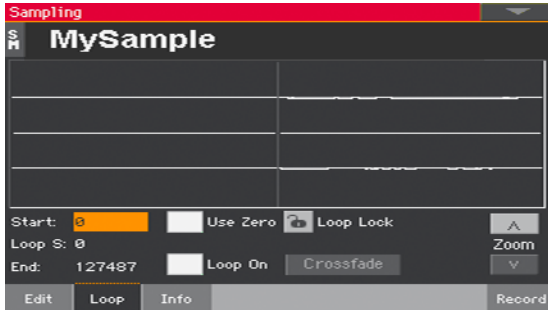 Sampling
SM MySample
Start: 0 Use Zero Loop Lock
Loop S: 0 Zoom
End: 127487 Loop On Crossfade
Edit Loop Info Record